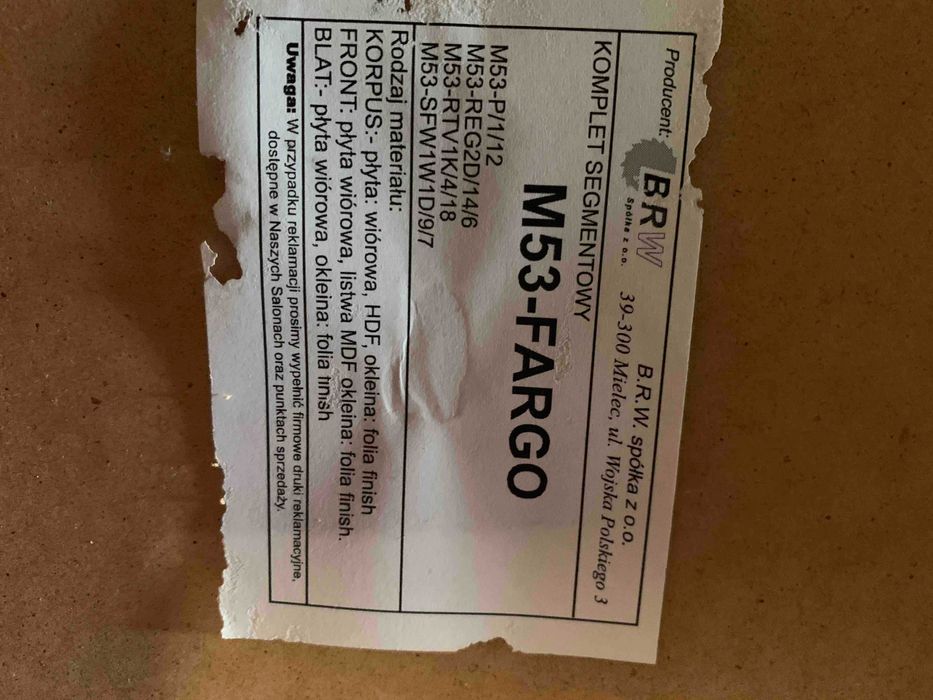 Producent:
BRW
Spółka z o.o.
B.R.W. spółka z o.o.
39-300 Mielec, ul. Wojska Polskiego 3
KOMPLET SEGMENTOWY
M53-FARGO
M53-P/1/12
M53-REG2D/14/6
M53-RTV1K/4/18
M53-SFW1W1D/9/7
Rodzaj materiału:
KORPUS:- płyta: wiórowa, HDF, okleina: folia finish
FRONT: płyta wiórowa, listwa MDF okleina: folia finish.
BLAT:- płyta wiórowa, okleina: folia finish
Uwaga: W przypadku reklamacji prosimy wypełnić firmowe druki reklamacyjne,
dostępne w Naszych Salonach oraz punktach sprzedaży.